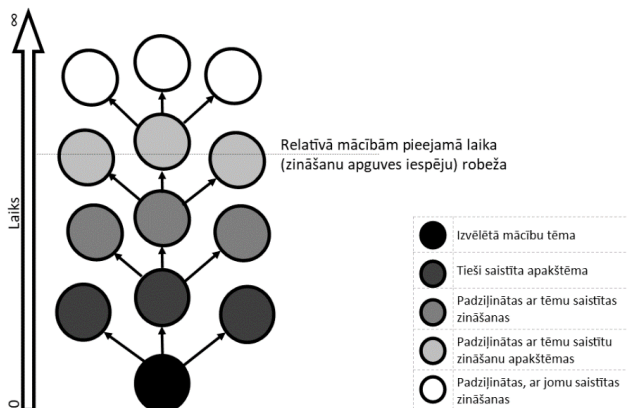 ∞
Relatīvā mācībām pieejamā laika
(zināšanu apguves iespēju) robeža
Laiks
Izvēlētā mācību tēma
Tieši saistīta apakštēma
Padziļinātas ar tēmu saistītas
zināšanas
Padziļinātas ar tēmu saistītu
zināšanu apakštēmas
Padziļinātas, ar jomu saistītas
zināšanas
0